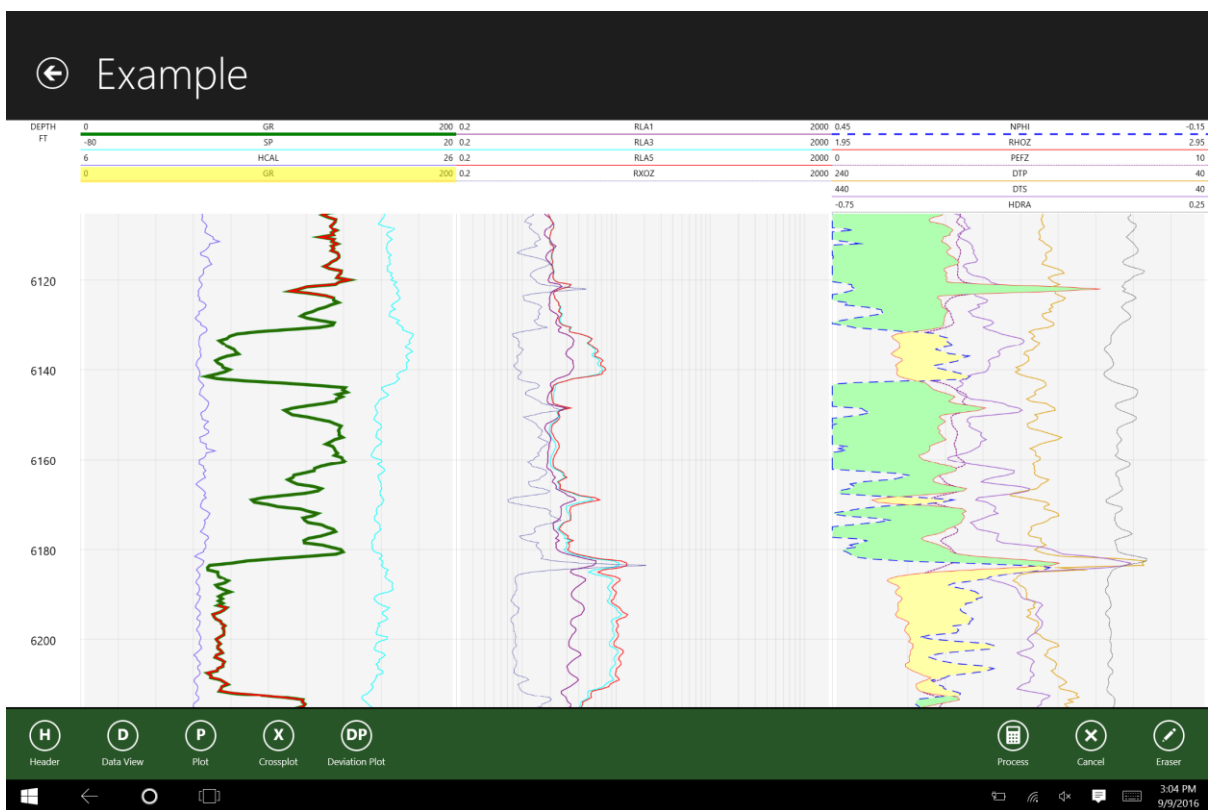 Example
DEPTH
FT
0 GR 200
-80 SP 20
6 HCAL 26
0 GR 200
0.2 RLA1 2000
0.2 RLA3 2000
0.2 RLA5 2000
0.2 RXOZ 2000
0.45 NPHI -0.15
1.95 RHOZ 2.95
0 PEFZ 10
240 DTP 40
440 DTS 40
-0.75 HDRA 0.25
6120
6140
6160
6180
6200
H D P X DP
Header Data View Plot Crossplot Deviation Plot Process Cancel Eraser
3:04 PM
9/9/2016